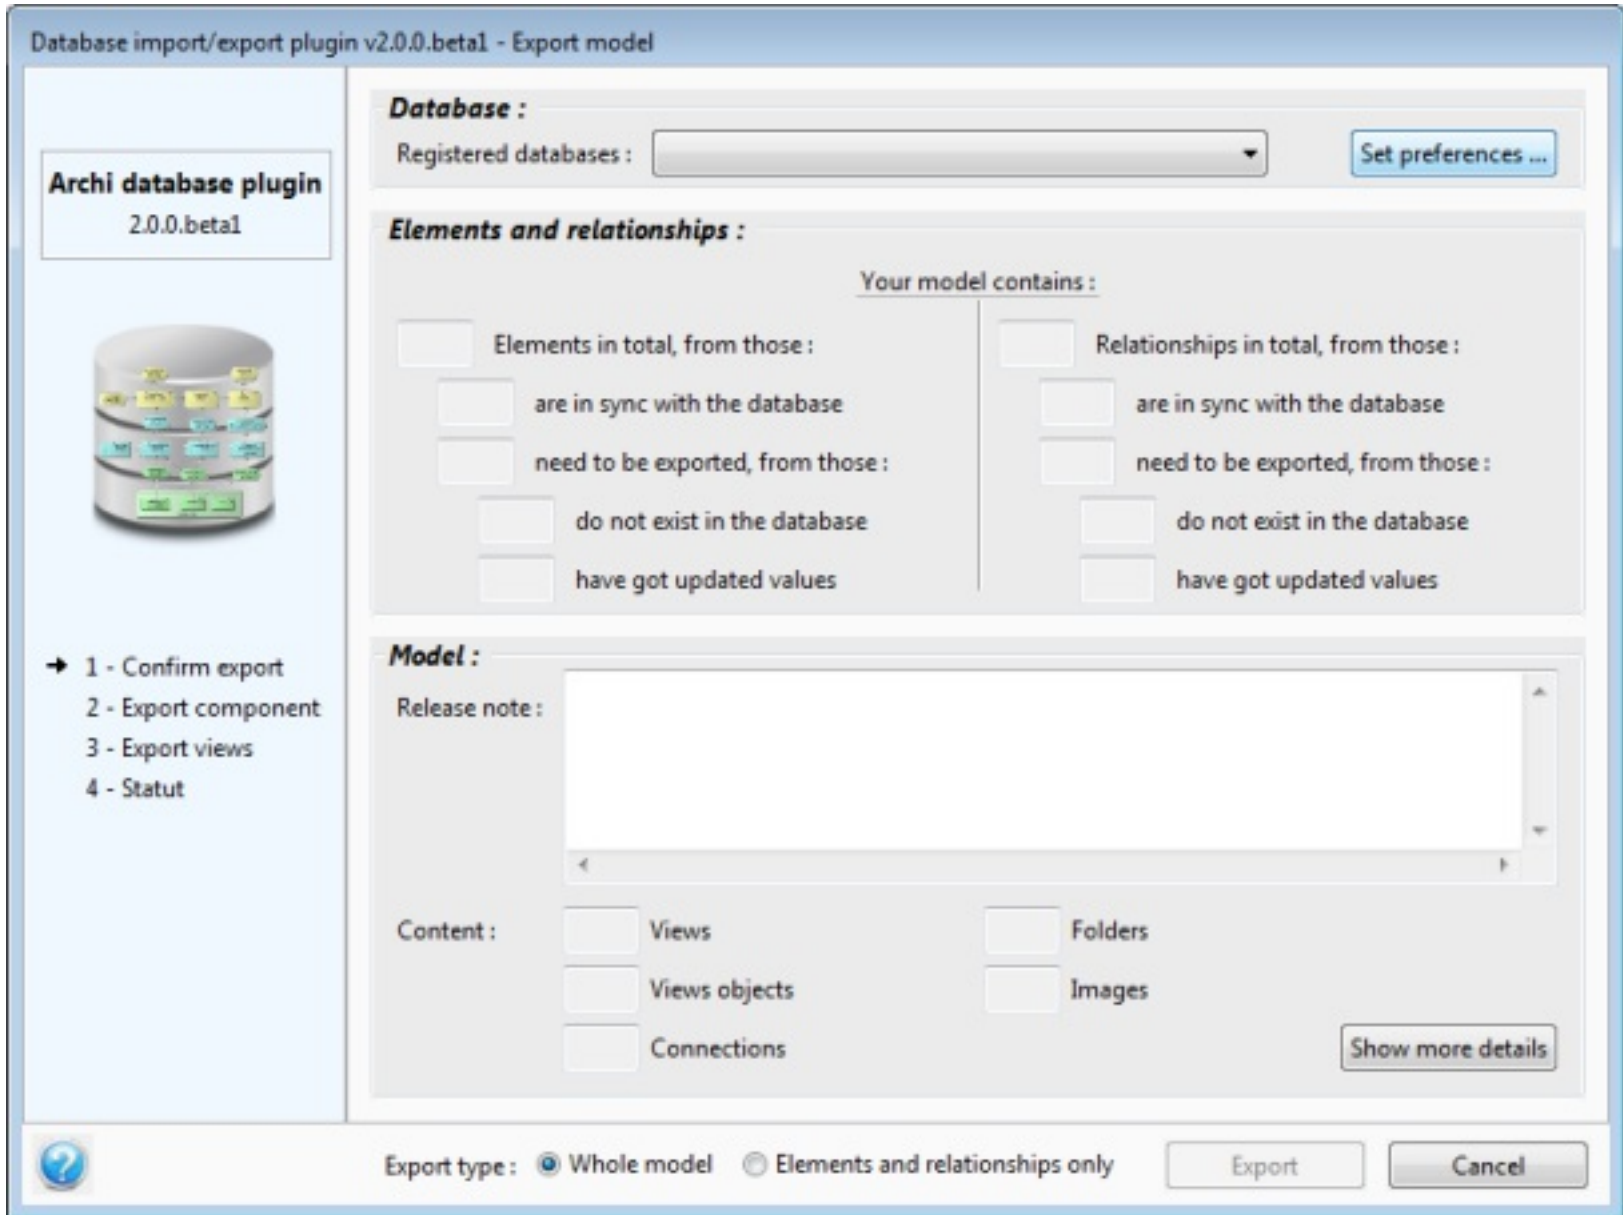 Database import/export plugin v2.0.0.beta1 - Export model
Archi database plugin
2.0.0.beta1
1 - Confirm export
2 - Export component
3 - Export views
4 - Statut
Database :
Registered databases :
Set preferences ...
Elements and relationships :
Your model contains :
Elements in total, from those :
Relationships in total, from those :
are in sync with the database
are in sync with the database
need to be exported, from those :
need to be exported, from those :
do not exist in the database
do not exist in the database
have got updated values
have got updated values
Model :
Release note :
Content :
Views
Folders
Views objects
Images
Connections
Show more details
Export type :
Whole model
Elements and relationships only
Export
Cancel